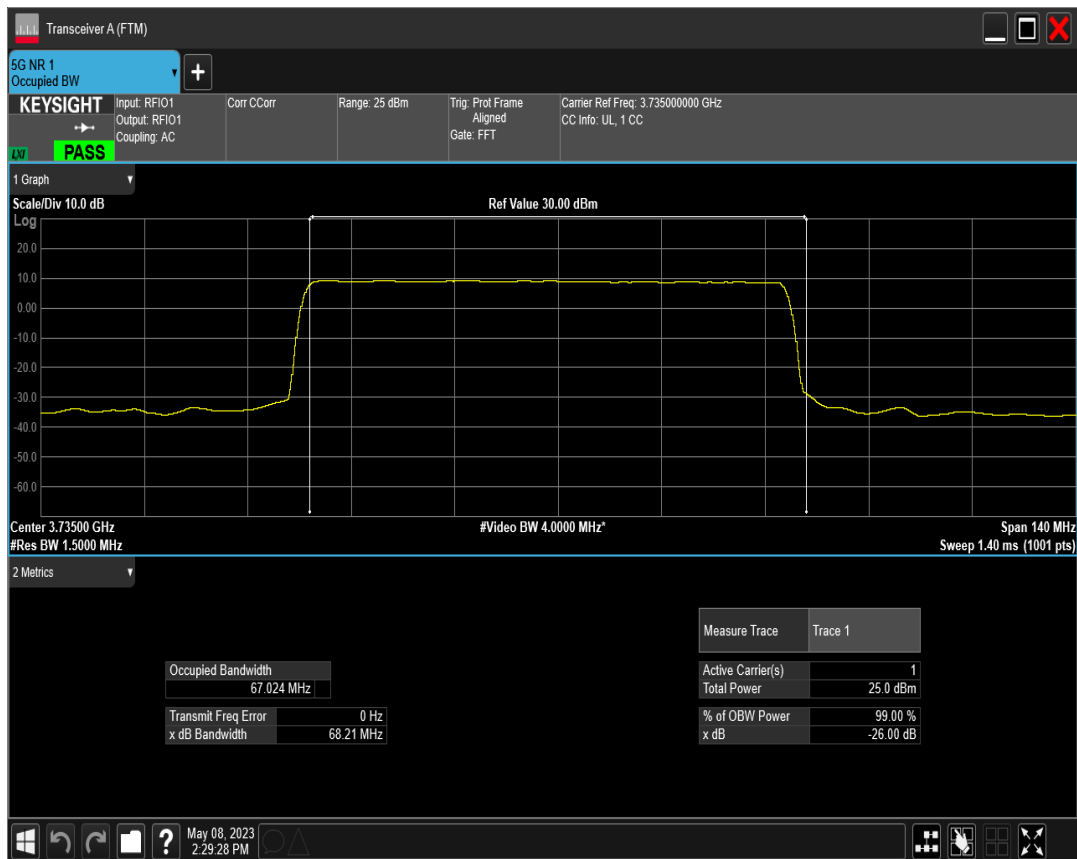 Transceiver A (FTM)
5G NR 1
Occupied BW
+
KEYSIGHT
LXI
PASS
Input: RFIO1
Output: RFIO1
Coupling: AC
Corr CCorr
Range: 25 dBm
Trig: Prot Frame
Aligned
Gate: FFT
Carrier Ref Freq: 3.735000000 GHz
CC Info: UL, 1 CC
1 Graph
Scale/Div 10.0 dB
Ref Value 30.00 dBm
Log
20.0
10.0
0.00
-10.0
-20.0
-30.0
-40.0
-50.0
-60.0
Center 3.73500 GHz
#Video BW 4.0000 MHz*
Span 140 MHz
#Res BW 1.5000 MHz
Sweep 1.40 ms (1001 pts)
2 Metrics
Measure Trace Trace 1
Occupied Bandwidth
67.024 MHz
Active Carrier(s) 1
Total Power 25.0 dBm
Transmit Freq Error 0 Hz
x dB Bandwidth 68.21 MHz
% of OBW Power 99.00 %
x dB -26.00 dB
?
May 08, 2023
2:29:28 PM